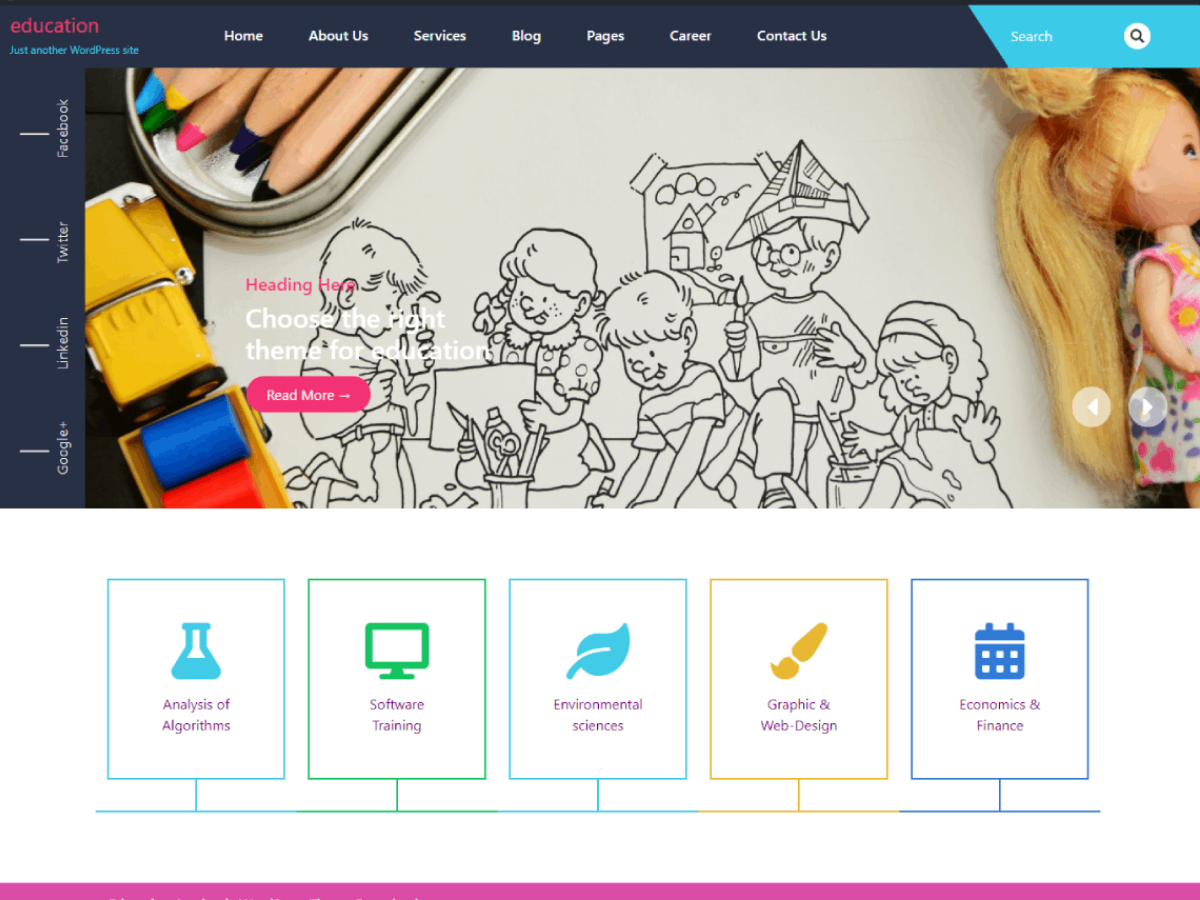 education
Just another WordPress site
Home
About Us
Services
Blog
Pages
Career
Contact Us
Search
Facebook
Twitter
Linkedin
Google+
Heading Here
Choose the right
theme for education
Read More →
Analysis of
Algorithms
Software
Training
Environmental
sciences
Graphic &
Web-Design
Economics &
Finance